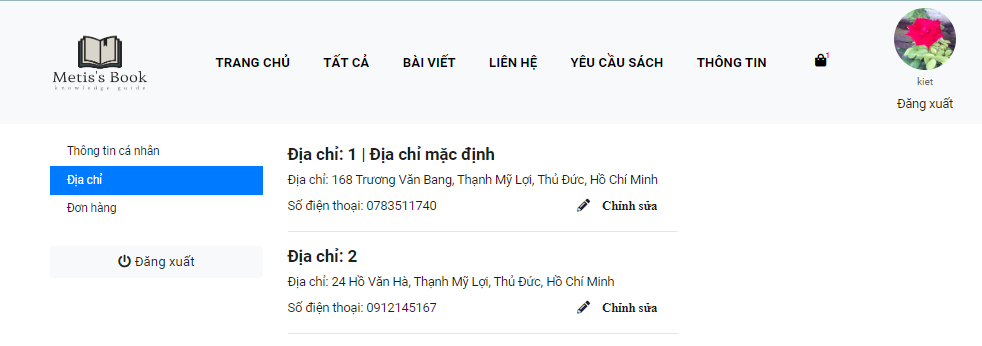 Metis's Book
knowledge guide
TRANG CHỦ TẤT CẢ BÀI VIẾT LIÊN HỆ YÊU CẦU SÁCH THÔNG TIN 1
kiet
Đăng xuất
Thông tin cá nhân
Địa chỉ
Đơn hàng
Đăng xuất
Địa chỉ: 1 | Địa chỉ mặc định
Địa chỉ: 168 Trương Văn Bang, Thạnh Mỹ Lợi, Thủ Đức, Hồ Chí Minh
Số điện thoại: 0783511740 Chỉnh sửa
Địa chỉ: 2
Địa chỉ: 24 Hồ Văn Hà, Thạnh Mỹ Lợi, Thủ Đức, Hồ Chí Minh
Số điện thoại: 0912145167 Chỉnh sửa